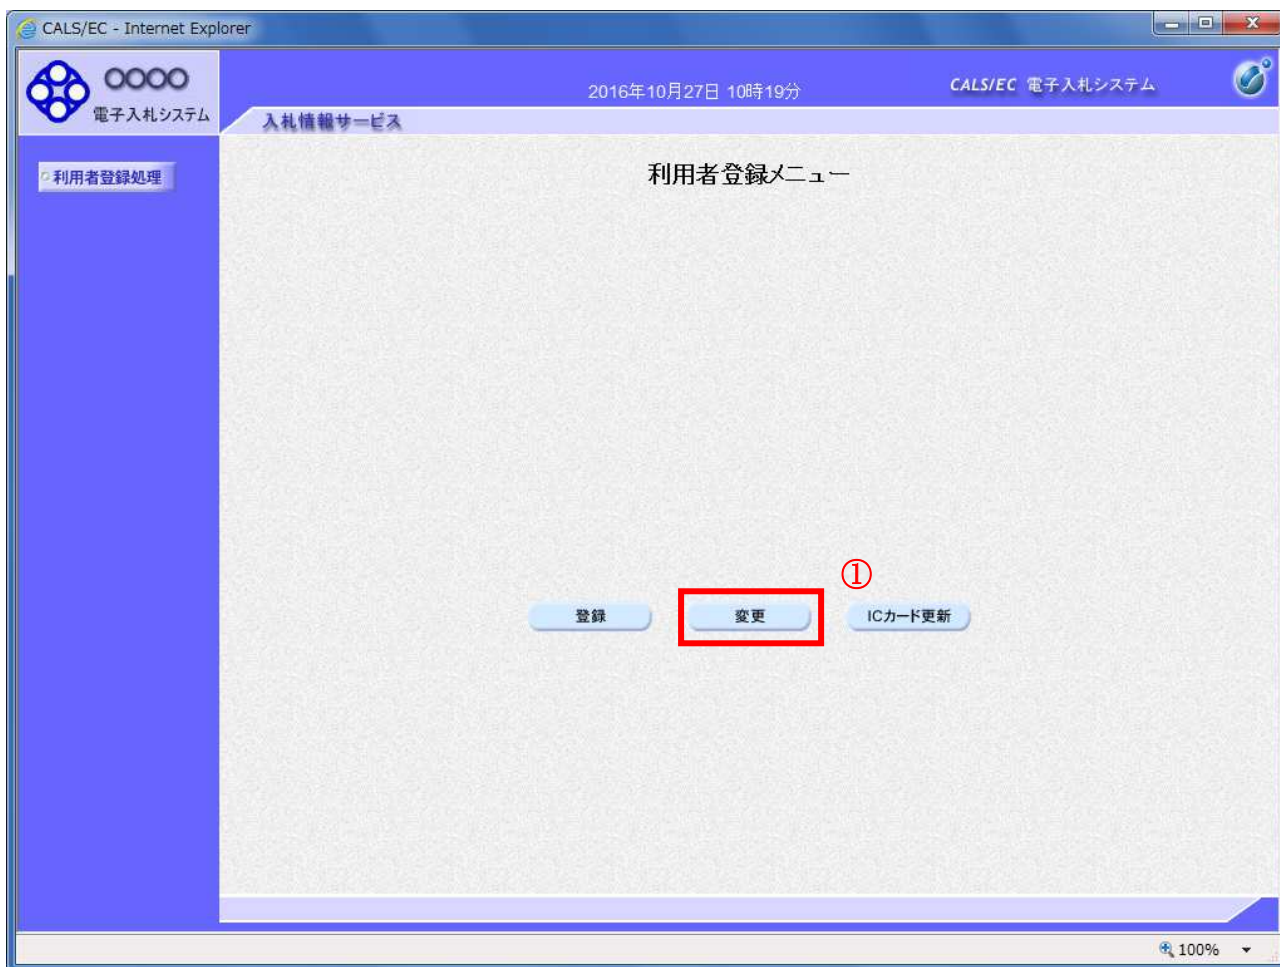 CALS/EC - Internet Explorer
○○○○
電子入札システム
2016年10月27日 10時19分
CALS/EC 電子入札システム
入札情報サービス
利用者登録処理
利用者登録メニュー
①
登録
変更
ICカード更新
100%